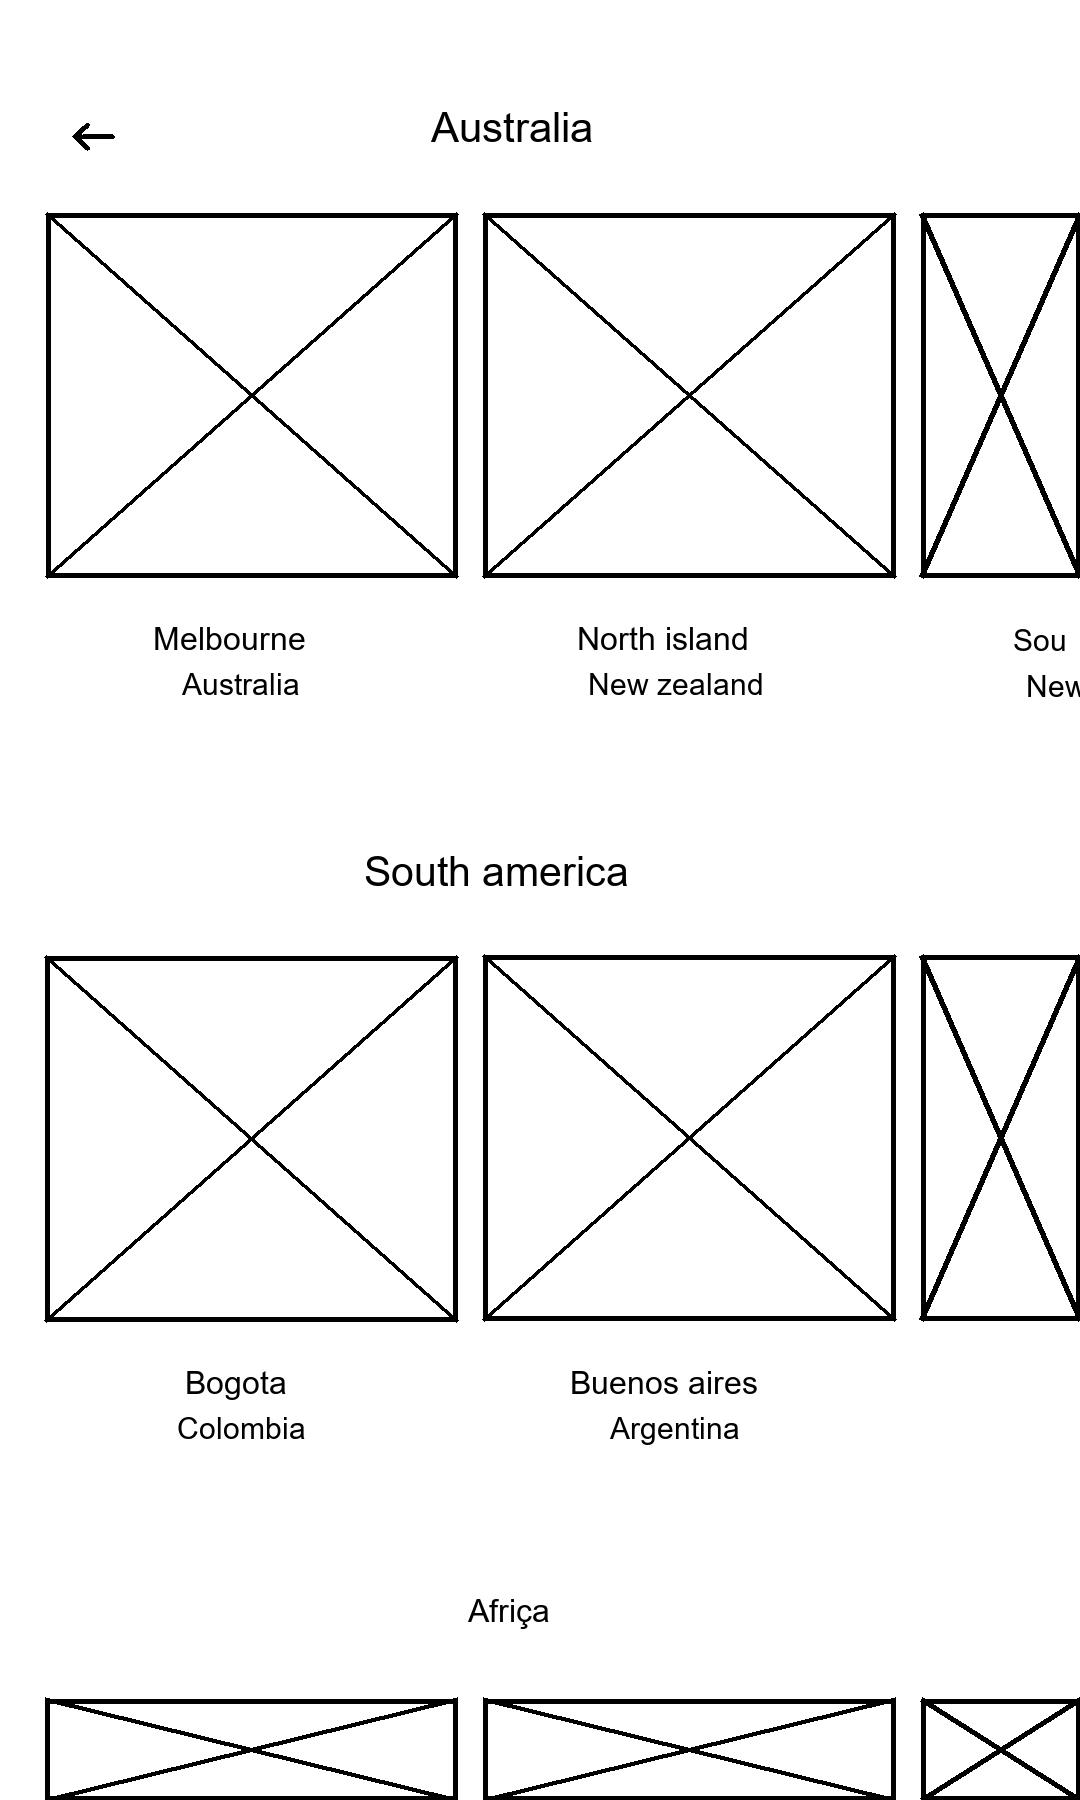 Australia
Melbourne
Australia
North island
New zealand
Sou
New
South america
Bogota
Colombia
Buenos aires
Argentina
Afriça